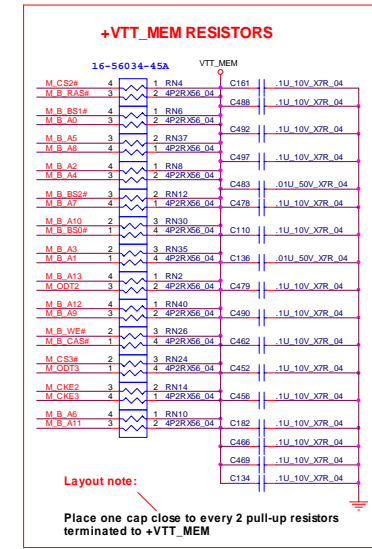 +VTT_MEM RESISTORS
16-56034-45A VTT_MEM
M_CS2# 4 1 RN4 C161 .1U_10V_X7R_04
M_B_RAS# 3 2 4P2RX56_04
C488 .1U_10V_X7R_04
M_B_BS1# 4 1 RN6
M_B_A0 3 2 4P2RX56_04
C492 .1U_10V_X7R_04
M_B_A5 2 3 RN37
M_B_A8 1 4 4P2RX56_04
C497 .1U_10V_X7R_04
M_B_A2 4 1 RN8
M_B_A4 3 2 4P2RX56_04
C483 .01U_50V_X7R_04
M_B_BS2# 4 1 RN12
M_B_A7 3 2 4P2RX56_04 C478 .1U_10V_X7R_04
M_B_A10 2 3 RN30
M_B_BS0# 1 4 4P2RX56_04 C110 .1U_10V_X7R_04
M_B_A3 2 3 RN35
M_B_A1 1 4 4P2RX56_04 C136 .01U_50V_X7R_04
M_B_A13 4 1 RN2
M_ODT2 3 2 4P2RX56_04 C479 .1U_10V_X7R_04
M_B_A12 4 1 RN40
M_B_A9 3 2 4P2RX56_04 C490 .1U_10V_X7R_04
M_B_WE# 2 3 RN26
M_B_CAS# 1 4 4P2RX56_04 C462 .1U_10V_X7R_04
M_CS3# 2 3 RN24
M_ODT3 1 4 4P2RX56_04 C452 .1U_10V_X7R_04
M_CKE2 3 2 RN14
M_CKE3 4 1 4P2RX56_04 C456 .1U_10V_X7R_04
M_B_A6 4 1 RN10
M_B_A11 3 2 4P2RX56_04 C182 .1U_10V_X7R_04
C466 .1U_10V_X7R_04
C469 .1U_10V_X7R_04
C134 .1U_10V_X7R_04
Layout note:
Place one cap close to every 2 pull-up resistors
terminated to +VTT_MEM